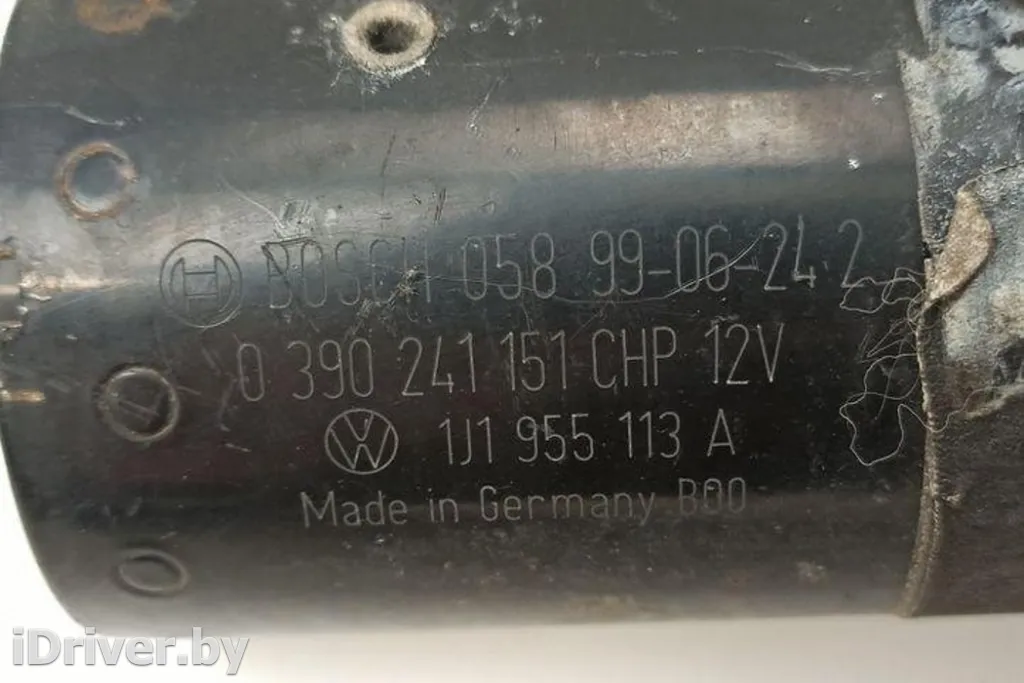 BOSCH 058 99-06-24 2
0 390 241 151 CHP 12V
VW 1J1 955 113 A
Made in Germany B00
iDriver.by